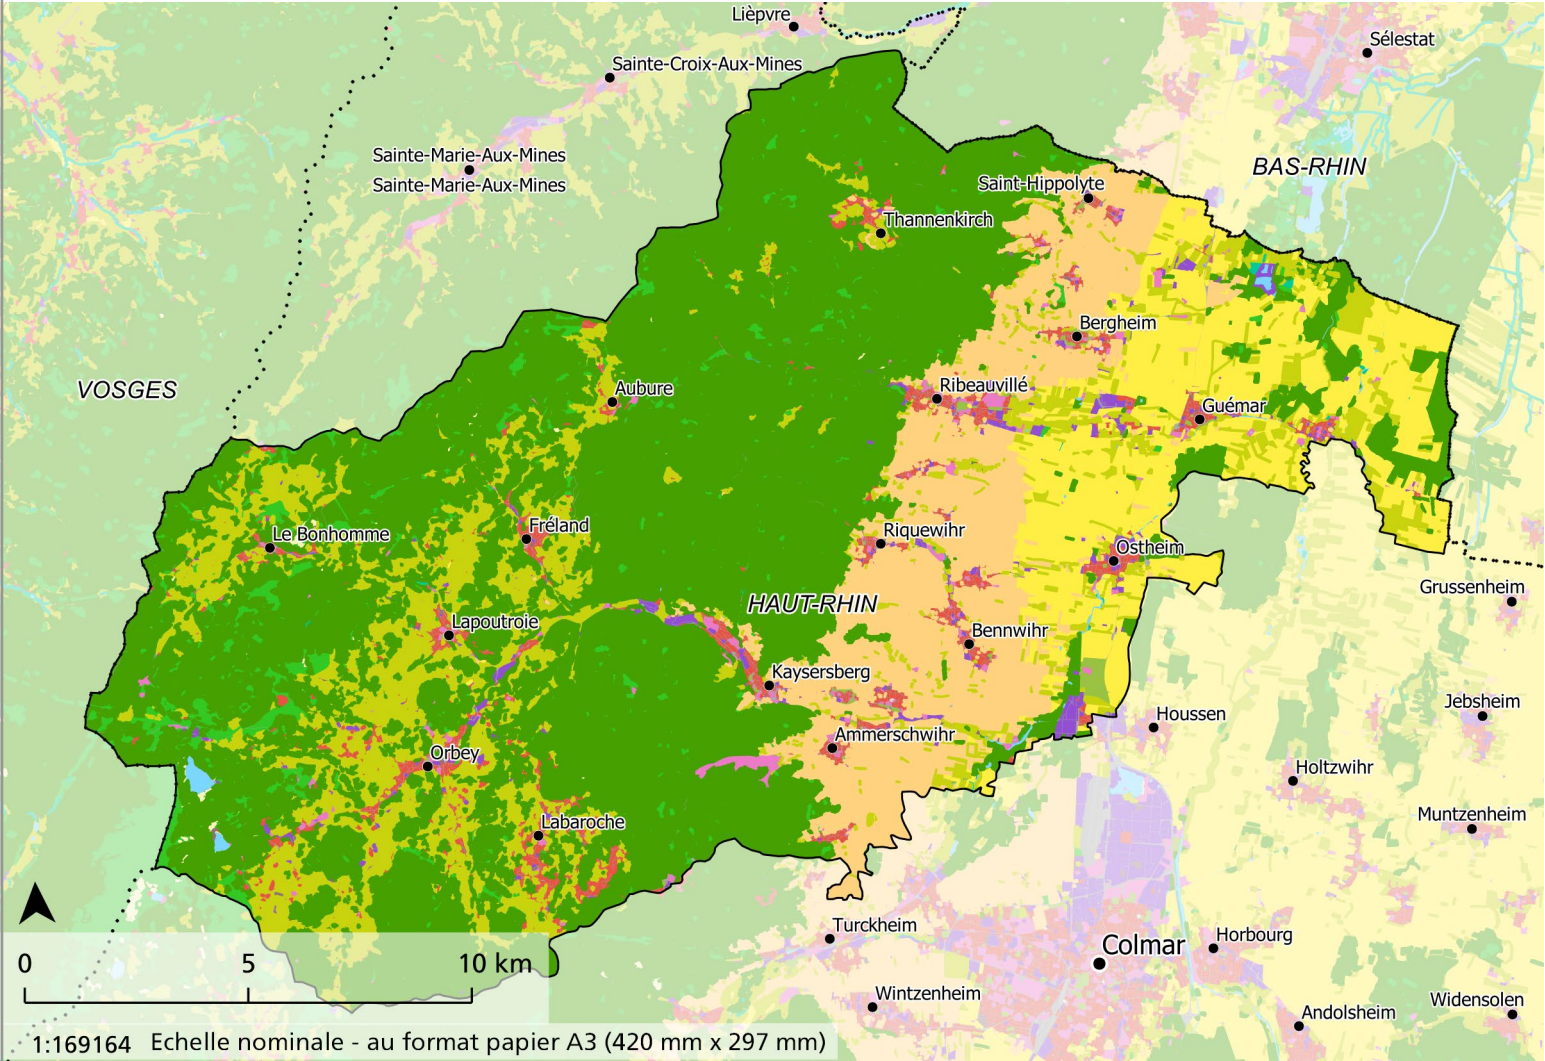 Lièpvre
Sélestat
Sainte-Croix-Aux-Mines
Sainte-Marie-Aux-Mines
Sainte-Marie-Aux-Mines
BAS-RHIN
Saint-Hippolyte
Thannenkirch
Bergheim
VOSGES
Aubure
Ribeauvillé
Guémar
Le Bonhomme
Fréland
Riquewihr
Ostheim
Grussenheim
HAUT-RHIN
Lapoutroie
Bennwihr
Kaysersberg
Jebsheim
Houssen
Ammerschwihr
Orbey
Holtzwihr
Labaroche
Muntzenheim
Turckheim
Colmar
Horbourg
0 5 10 km
Wintzenheim
Widensolen
Andolsheim
1:169164 Echelle nominale - au format papier A3 (420 mm x 297 mm)